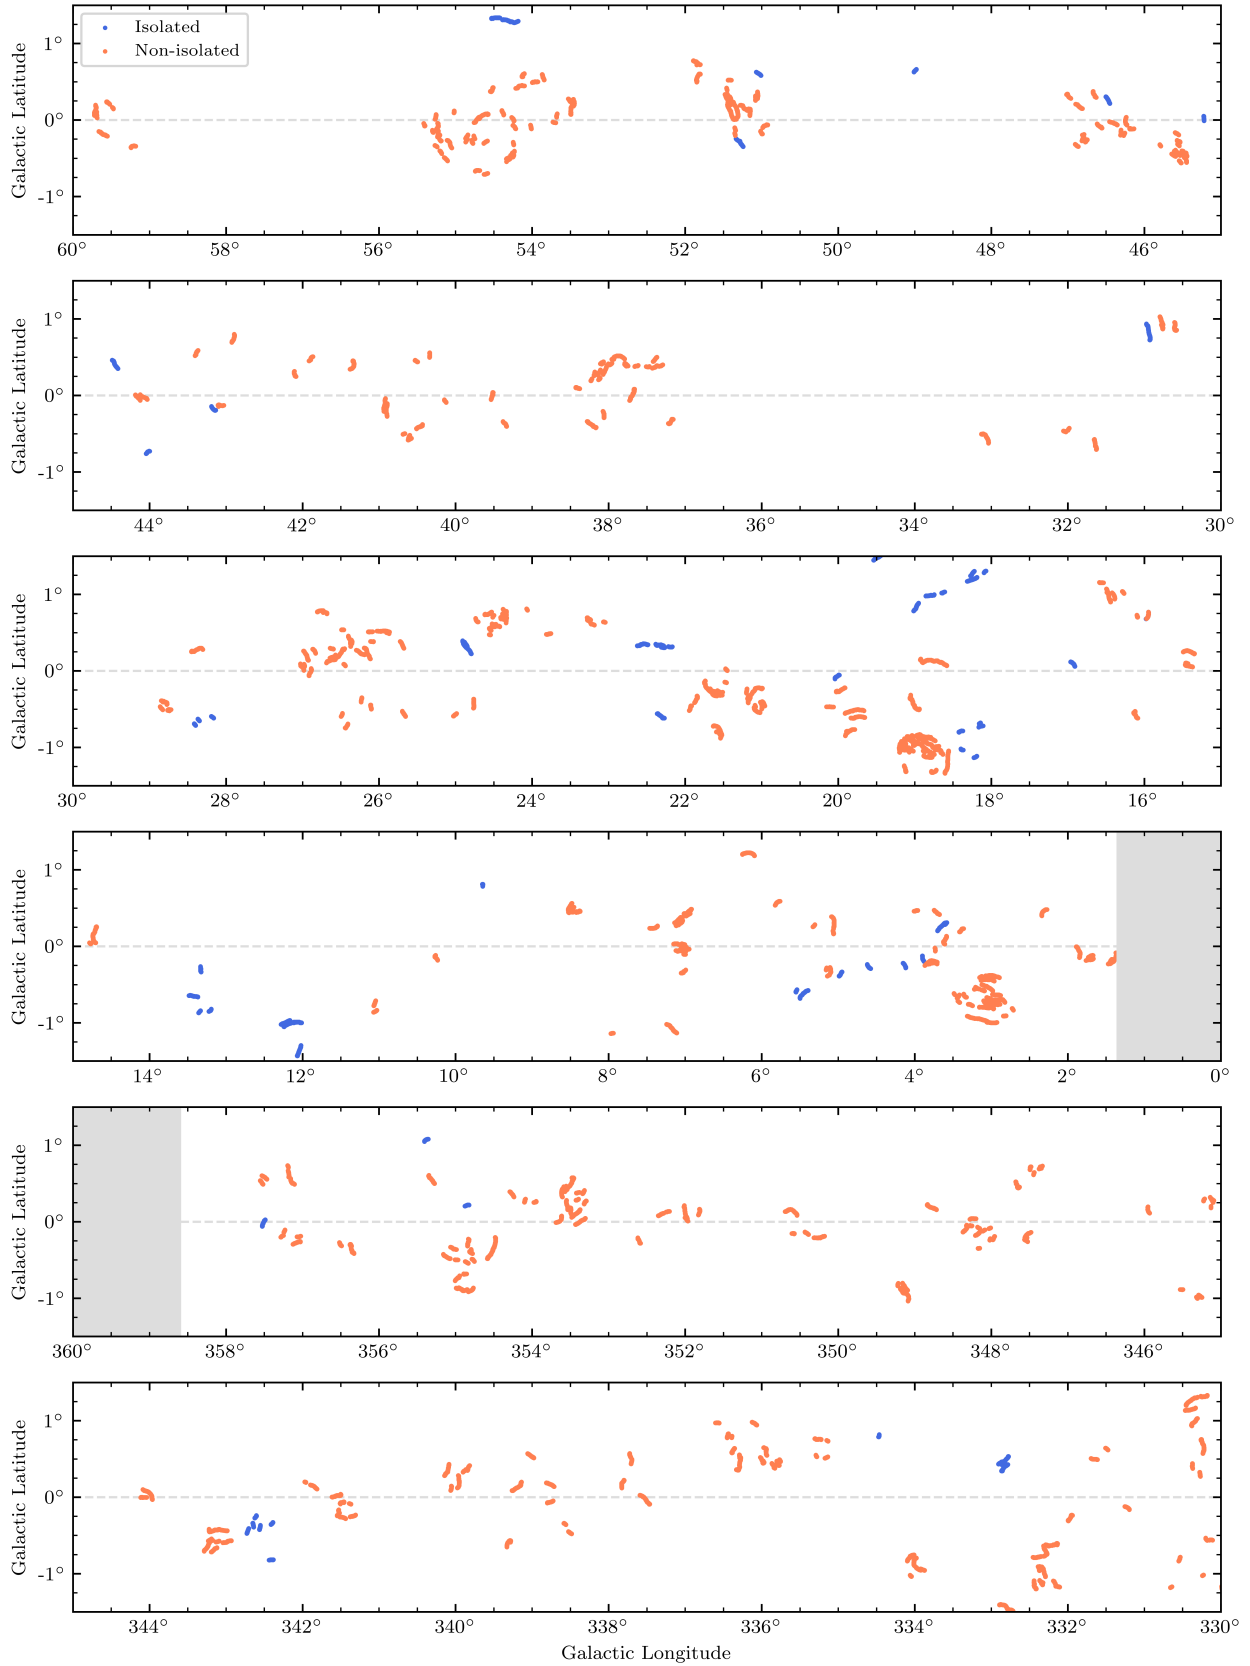 Isolated
Non-isolated
1°
0°
-1°
Galactic Latitude
60° 58° 56° 54° 52° 50° 48° 46°
1°
0°
-1°
Galactic Latitude
44° 42° 40° 38° 36° 34° 32° 30°
1°
0°
-1°
Galactic Latitude
30° 28° 26° 24° 22° 20° 18° 16°
1°
0°
-1°
Galactic Latitude
14° 12° 10° 8° 6° 4° 2° 0°
1°
0°
-1°
Galactic Latitude
360° 358° 356° 354° 352° 350° 348° 346°
1°
0°
-1°
Galactic Latitude
344° 342° 340° 338° 336° 334° 332° 330°
Galactic Longitude